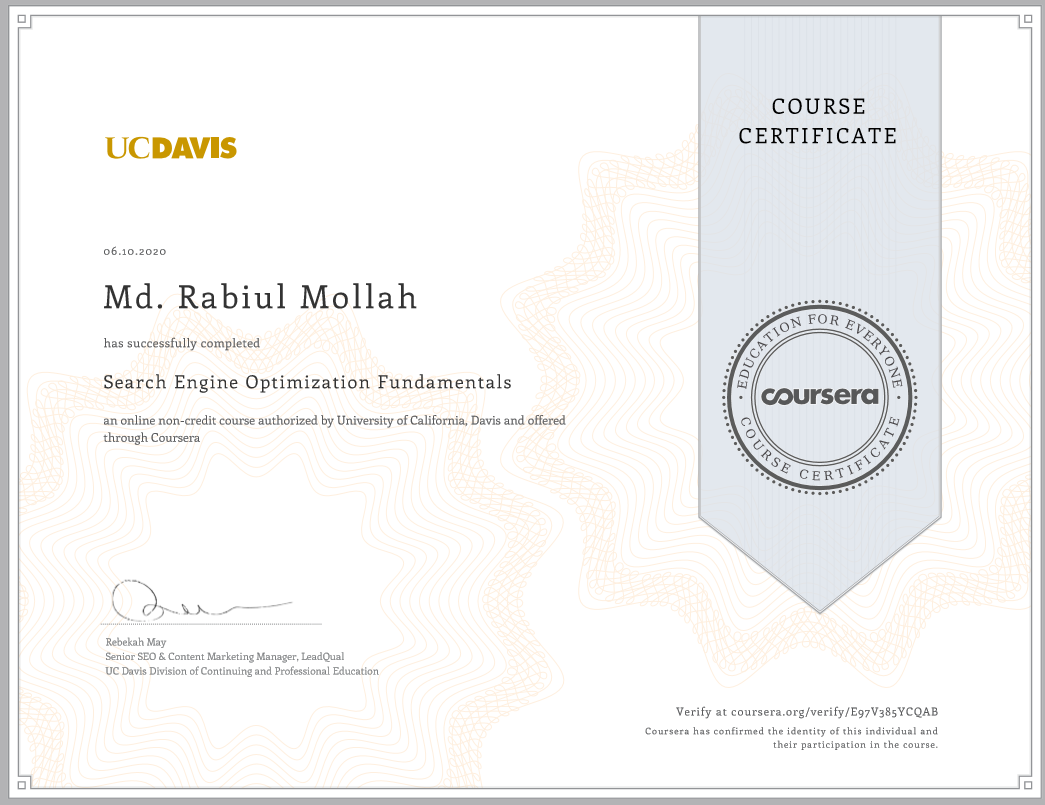 UCDAVIS
06.10.2020
Md. Rabiul Mollah
has successfully completed
Search Engine Optimization Fundamentals
an online non-credit course authorized by University of California, Davis and offered
through Coursera
Rebekah May
Senior SEO & Content Marketing Manager, LeadQual
UC Davis Division of Continuing and Professional Education
COURSE
CERTIFICATE
EDUCATION FOR EVERYONE
coursera
COURSE CERTIFICATE
Verify at coursera.org/verify/E97V385YCQAB
Coursera has confirmed the identity of this individual and
their participation in the course.